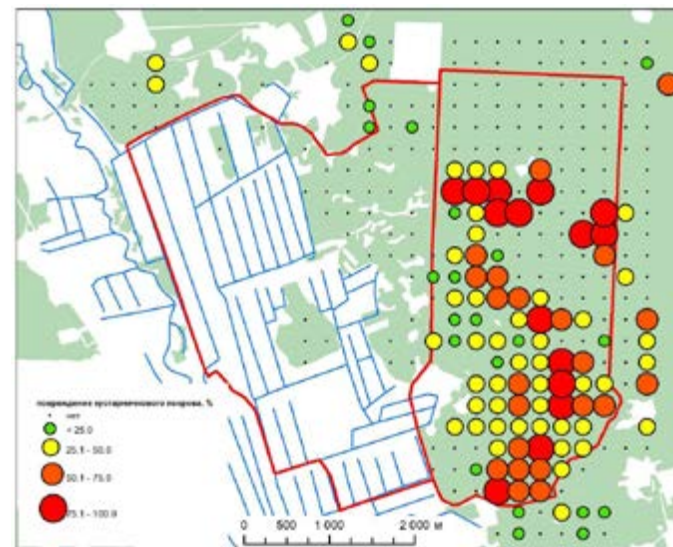 повреждение кустарничкового покрова, %
нет
< 25.0
25.1 - 50.0
50.1 - 75.0
75.1 - 100.0
0 500 1 000 2 000 м